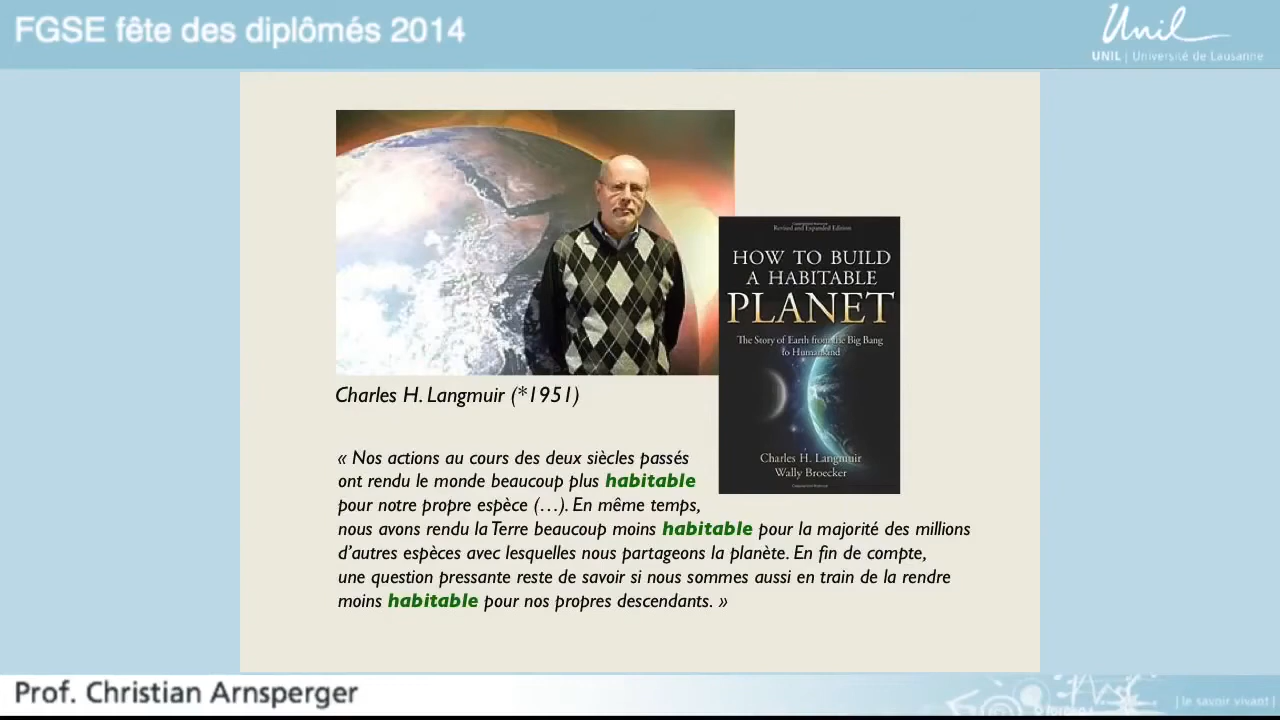 FGSE fête des diplômés 2014
Unil
UNIL | Université de Lausanne
Revised and Expanded Edition
HOW TO BUILD
A HABITABLE
PLANET
The Story of Earth from the Big Bang
to Humankind
Charles H. Langmuir
Wally Broecker
Charles H. Langmuir (*1951)
« Nos actions au cours des deux siècles passés
ont rendu le monde beaucoup plus habitable
pour notre propre espèce (…). En même temps,
nous avons rendu la Terre beaucoup moins habitable pour la majorité des millions
d’autres espèces avec lesquelles nous partageons la planète. En fin de compte,
une question pressante reste de savoir si nous sommes aussi en train de la rendre
moins habitable pour nos propres descendants. »
Prof. Christian Arnsperger
| le savoir vivant |